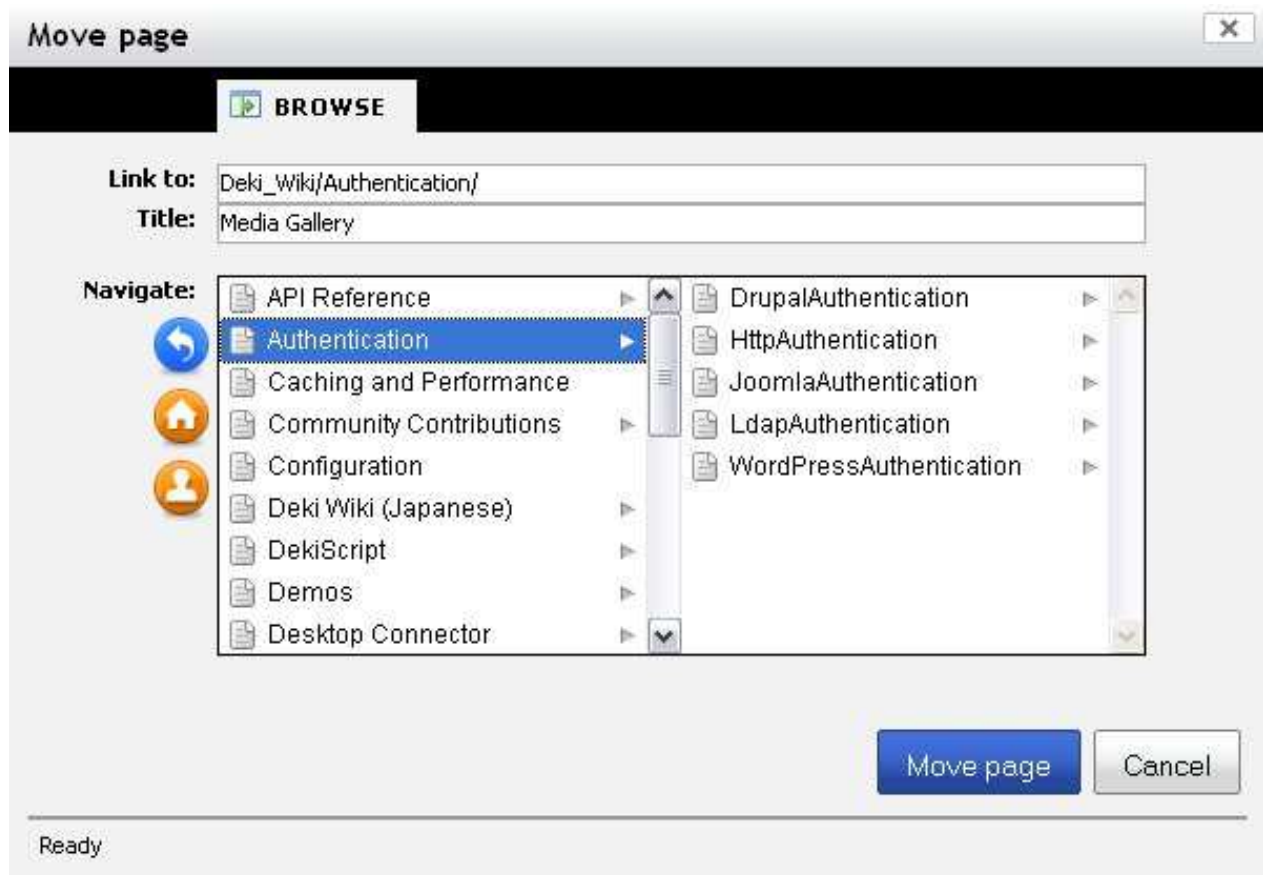 Move page
BROWSE
Link to: Deki_Wiki/Authentication/
Title: Media Gallery
Navigate:
API Reference
Authentication
Caching and Performance
Community Contributions
Configuration
Deki Wiki (Japanese)
DekiScript
Demos
Desktop Connector
DrupalAuthentication
HttpAuthentication
JoomlaAuthentication
LdapAuthentication
WordPressAuthentication
Move page
Cancel
Ready